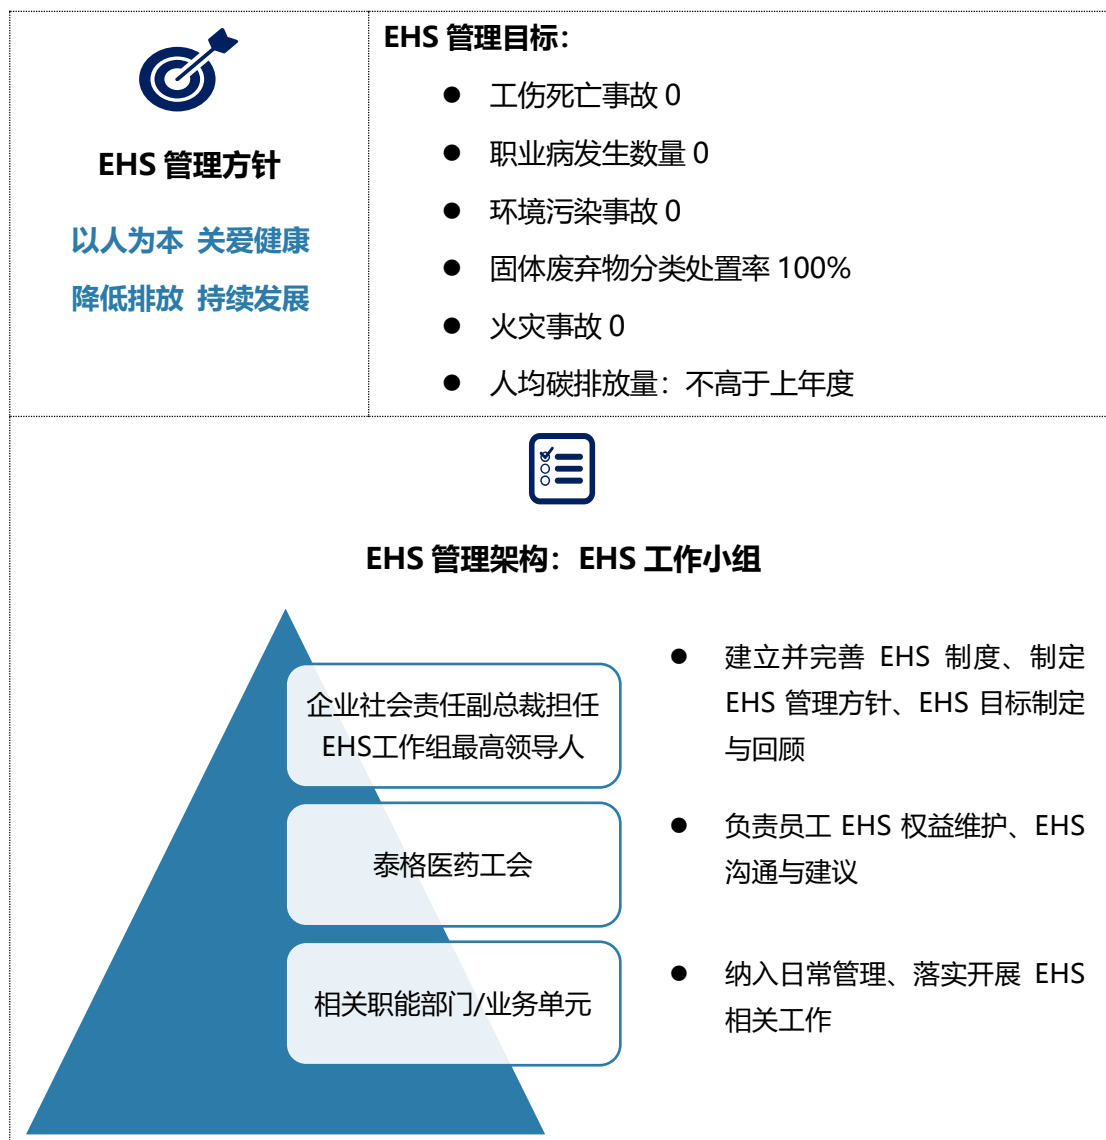 EHS 管理方针
以人为本 关爱健康
降低排放 持续发展
EHS 管理目标：
● 工伤死亡事故 0
● 职业病发生数量 0
● 环境污染事故 0
● 固体废弃物分类处置率 100%
● 火灾事故 0
● 人均碳排放量：不高于上年度
EHS 管理架构：EHS 工作小组
企业社会责任副总裁担任
EHS工作组最高领导人
● 建立并完善 EHS 制度、制定
EHS 管理方针、EHS 目标制定
与回顾
泰格医药工会
● 负责员工 EHS 权益维护、EHS
沟通与建议
相关职能部门/业务单元
● 纳入日常管理、落实开展 EHS
相关工作